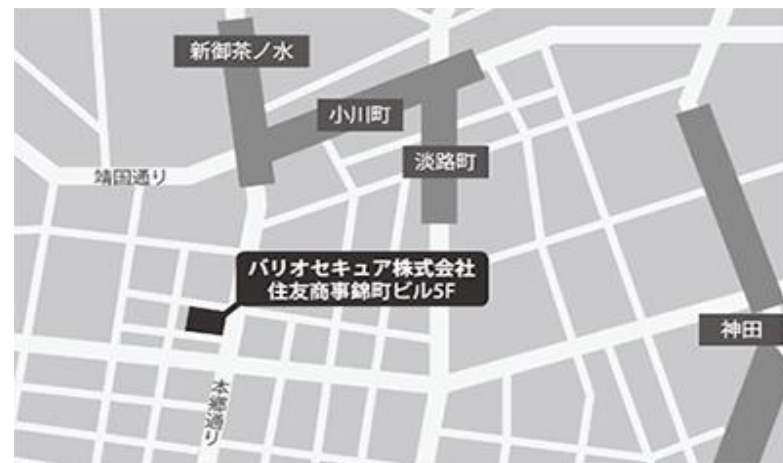 新御茶ノ水
小川町
淡路町
靖国通り
バリオセキュア株式会社
住友商事錦町ビル5F
神田
本郷通り